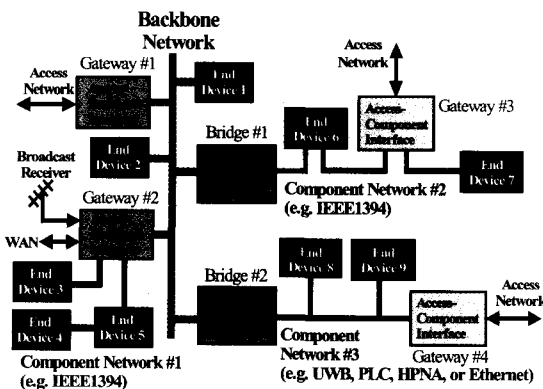 Backbone
Network
Gateway #1
Access
Network
End
Device 1
Access
Network
Gateway #3
Access-
Component
Interface
Bridge #1
End
Device 6
End
Device 2
Broadcast
Receiver
Gateway #2
Component Network #2
(e.g. IEEE1394)
End
Device 7
WAN
End
Device 3
Bridge #2
End
Device 8
End
Device 9
Access
Network
Access-
Component
Interface
End
Device 4
End
Device 5
Component
Network #3
Gateway #4
(e.g. UWB, PLC, HPNA, or Ethernet)
Component Network #1
(e.g. IEEE1394)